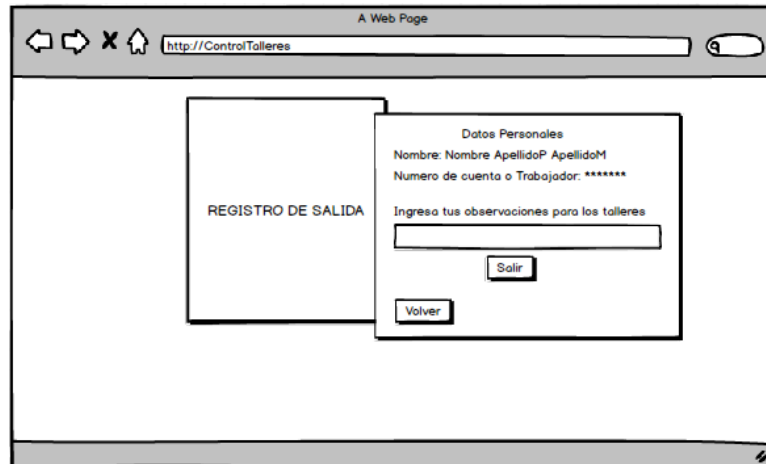 A Web Page
http://ControlTalleres
REGISTRO DE SALIDA
Datos Personales
Nombre: Nombre ApellidoP ApellidoM
Numero de cuenta o Trabajador: *******
Ingresa tus observaciones para los talleres
Salir
Volver